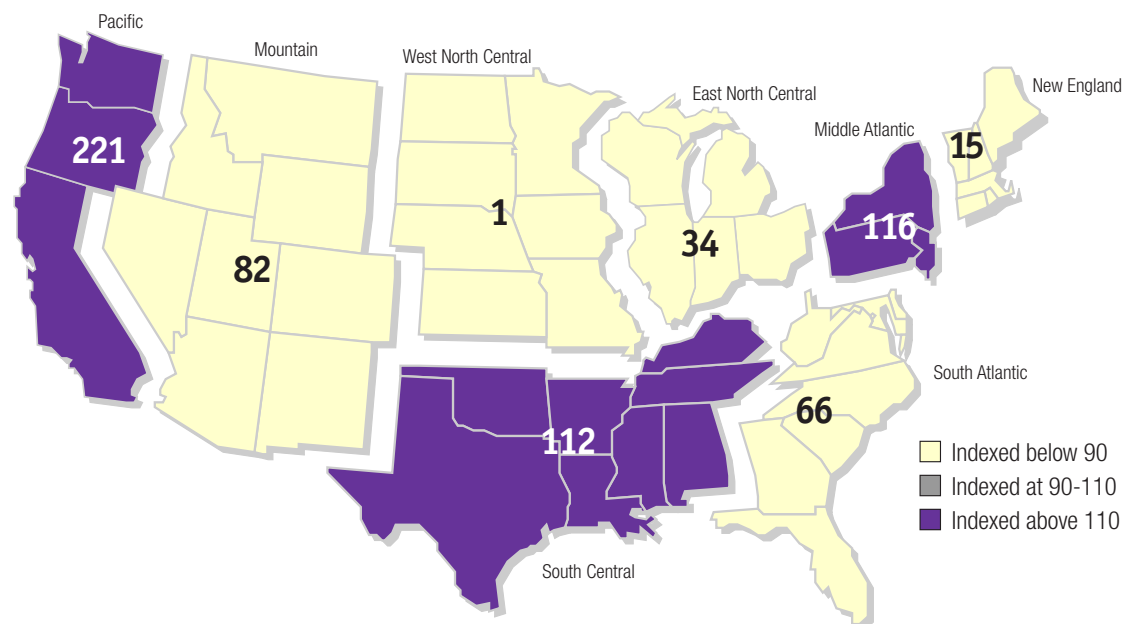 Pacific
Mountain
West North Central
East North Central
New England
Middle Atlantic
221
15
116
1
34
82
South Atlantic
66
112
Indexed below 90
Indexed at 90-110
Indexed above 110
South Central